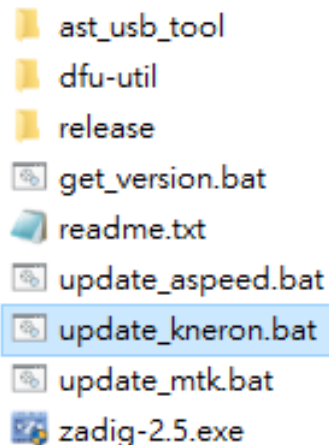 ast_usb_tool
dfu-util
release
get_version.bat
readme.txt
update_aspeed.bat
update_kneron.bat
update_mtk.bat
zadig-2.5.exe